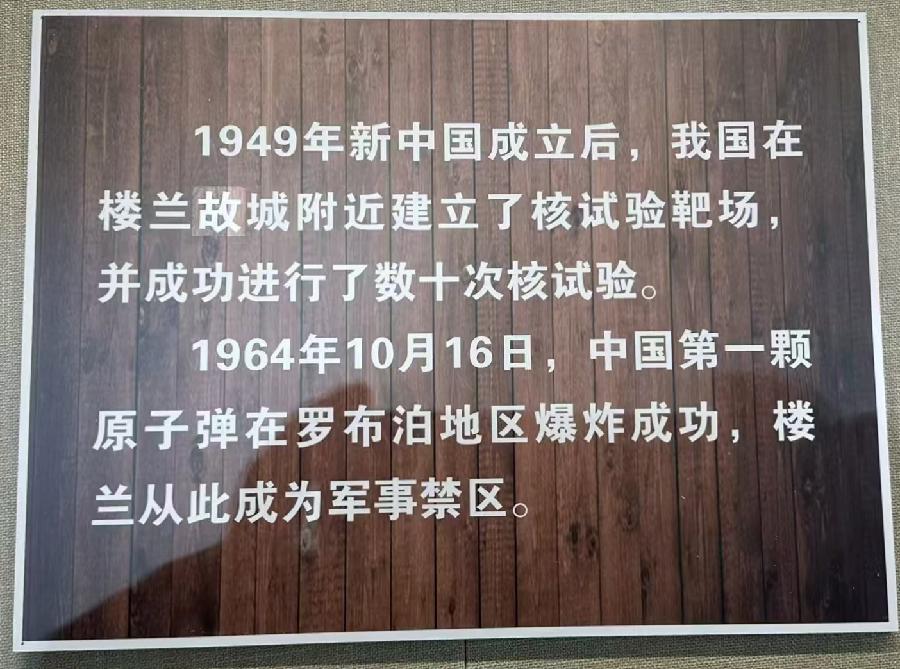 1949年新中国成立后，我国在
楼兰故城附近建立了核试验靶场，
并成功进行了数十次核试验。
1964年10月16日，中国第一颗
原子弹在罗布泊地区爆炸成功，楼
兰从此成为军事禁区。